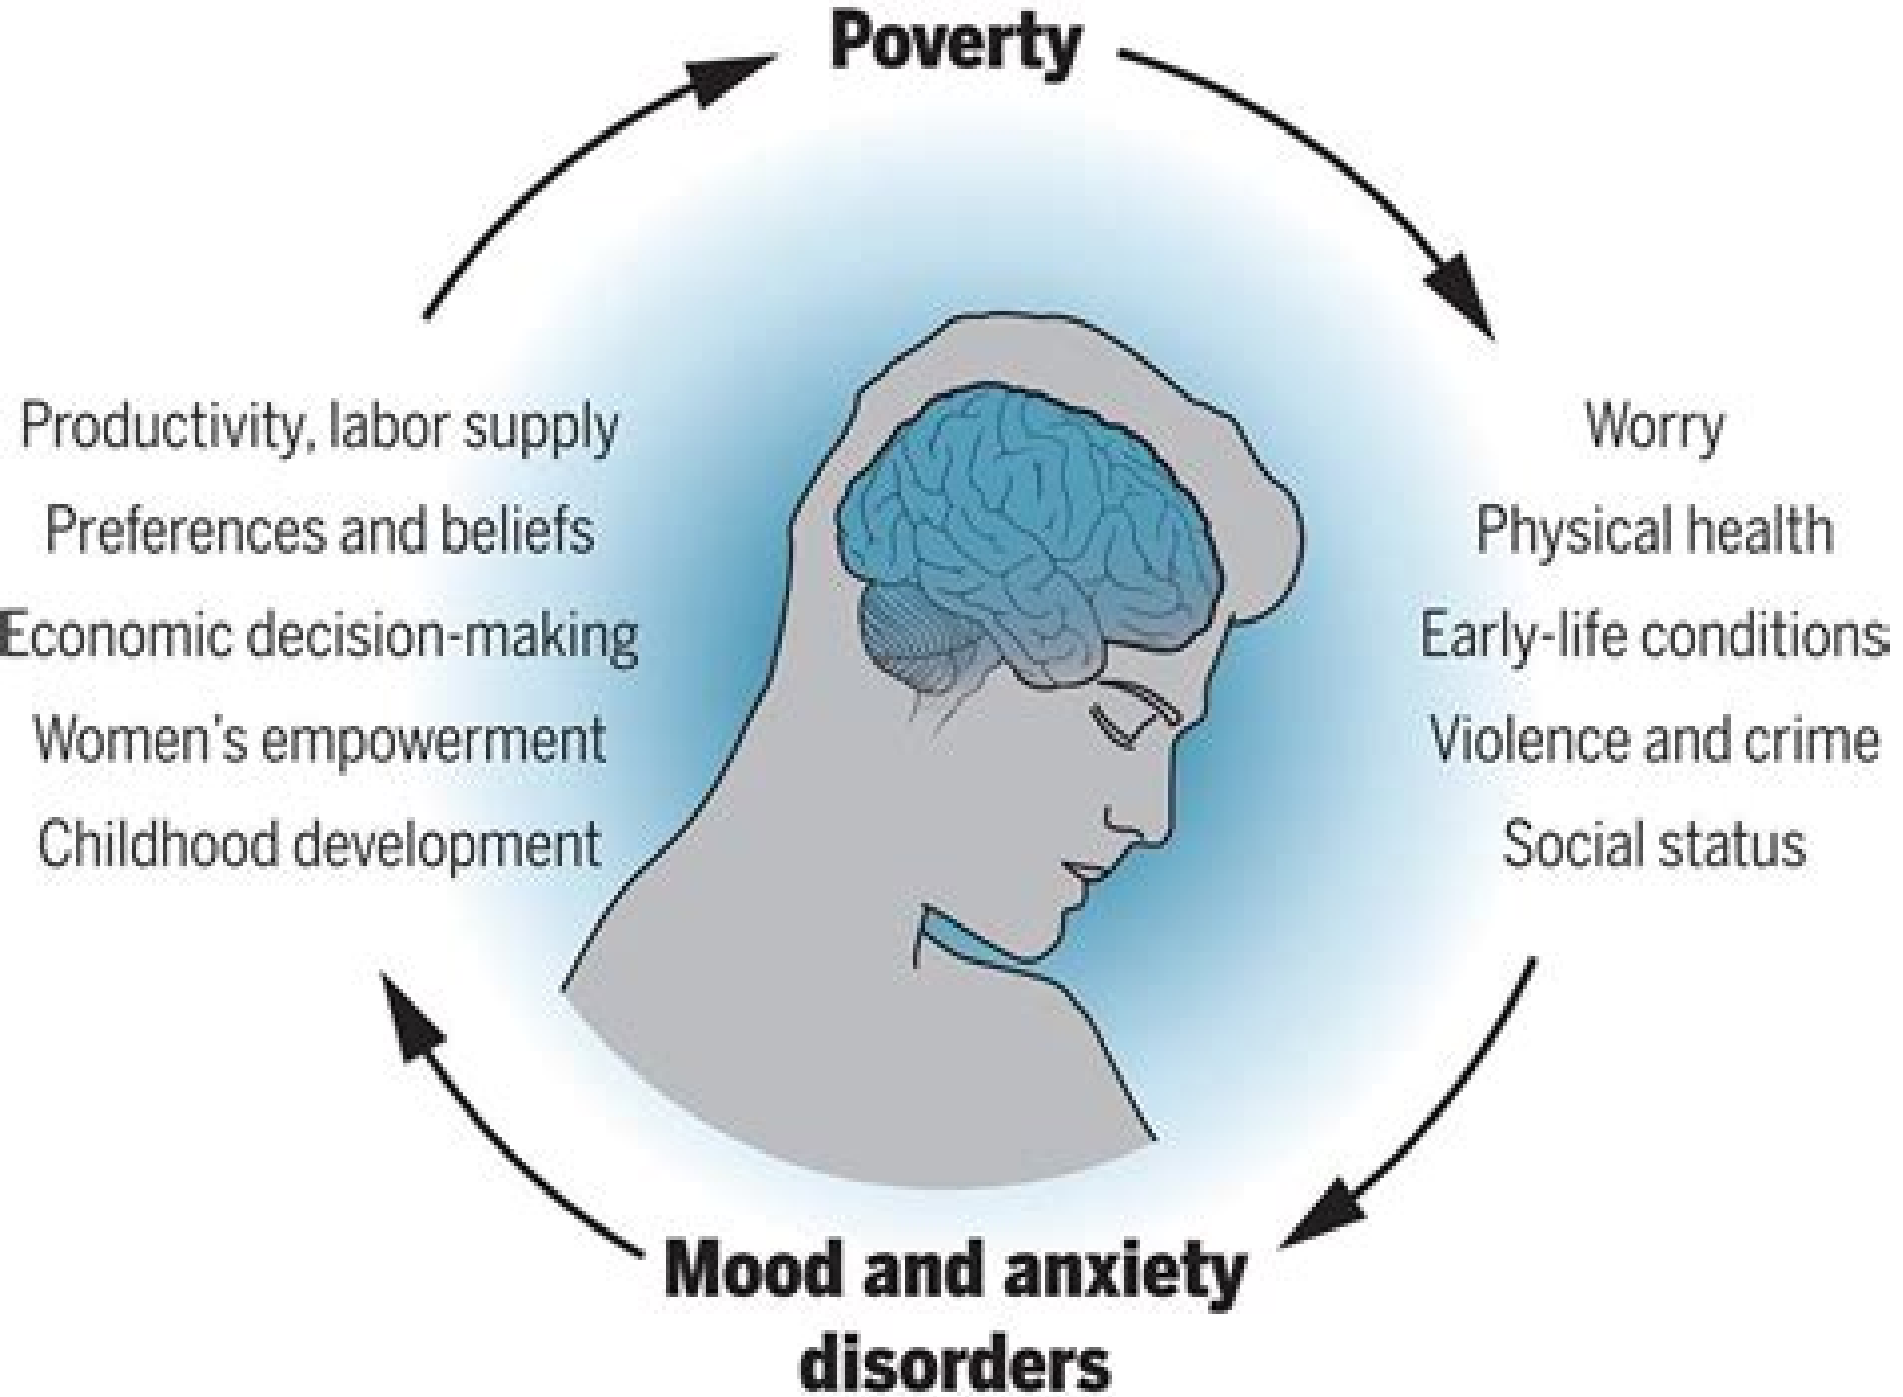 Poverty
Productivity, labor supply
Preferences and beliefs
Economic decision-making
Women's empowerment
Childhood development
Worry
Physical health
Early-life conditions
Violence and crime
Social status
Mood and anxiety
disorders